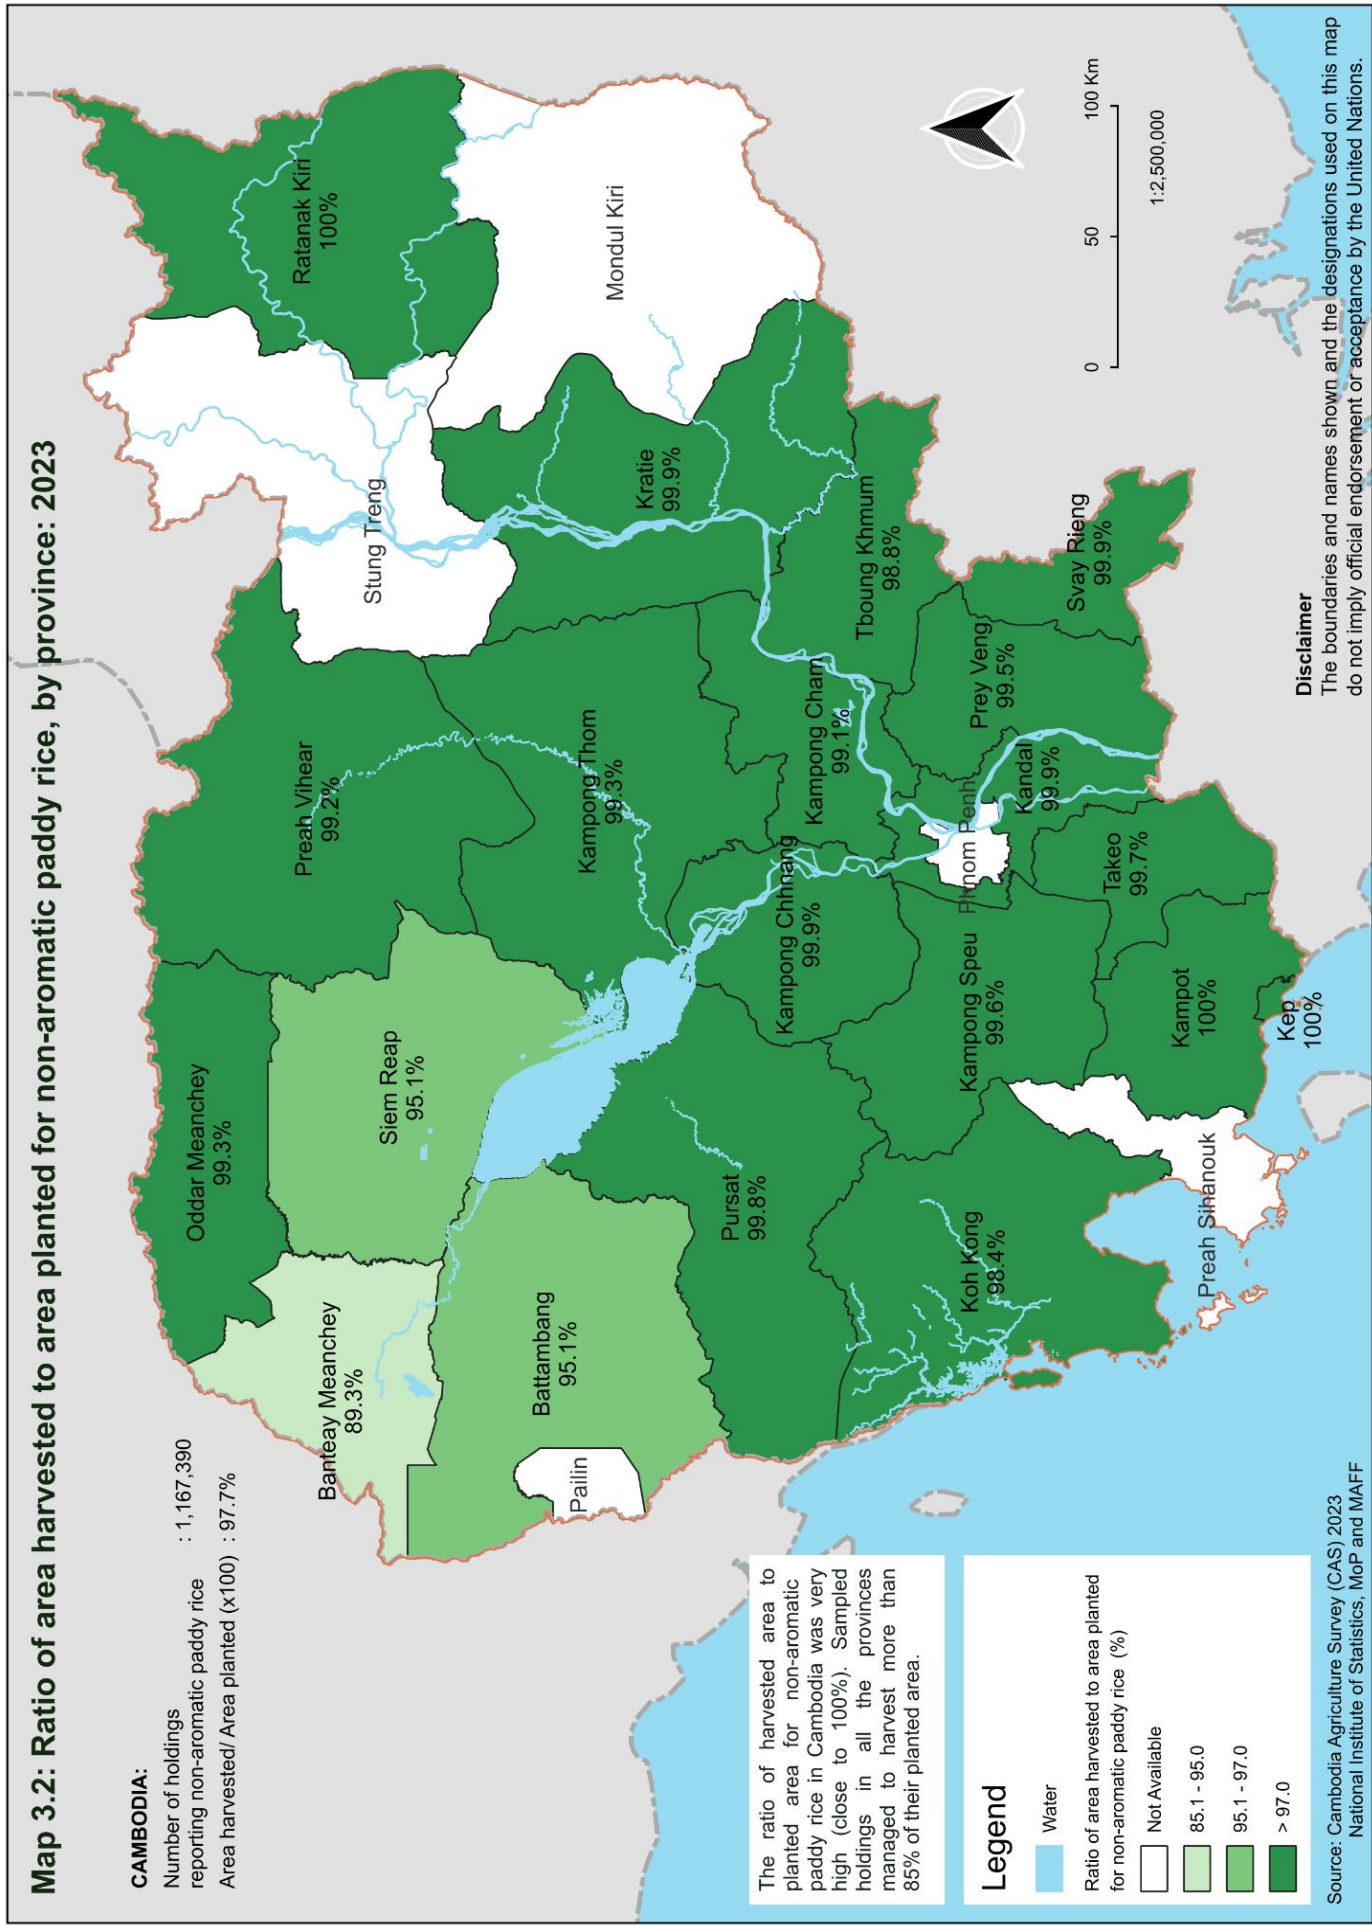 Map 3.2: Ratio of area harvested to area planted for non-aromatic paddy rice, by province: 2023
CAMBODIA:
Number of holdings
reporting non-aromatic paddy rice : 1,167,390
Area harvested/ Area planted (x100) : 97.7%
Ratanak Kiri
100%
Stung Treng
Oddar Meanchey
99.3%
Preah Vihear
99.2%
Banteay Meanchey
89.3%
Siem Reap
95.1%
Mondul Kiri
Battambang
95.1%
Kampong Thom
99.3%
Kratie
99.9%
Pailin
Pursat
99.8%
Kampong Chhnang
99.9%
Kampong Cham
99.1%
Tboung Khmum
98.8%
Koh Kong
98.4%
Kampong Speu
99.6%
Phnom Penh
Prey Veng
99.5%
Kandal
99.9%
Svay Rieng
99.9%
Takeo
99.7%
Preah Sihanouk
Kampot
100%
Kep
100%
The ratio of harvested area to
planted area for non-aromatic
paddy rice in Cambodia was very
high (close to 100%). Sampled
holdings in all the provinces
managed to harvest more than
85% of their planted area.
Legend
Water
Ratio of area harvested to area planted
for non-aromatic paddy rice (%)
Not Available
85.1 - 95.0
95.1 - 97.0
> 97.0
0 50 100 Km
1:2,500,000
Source: Cambodia Agriculture Survey (CAS) 2023
National Institute of Statistics, MoP and MAFF
Disclaimer
The boundaries and names shown and the designations used on this map
do not imply official endorsement or acceptance by the United Nations.